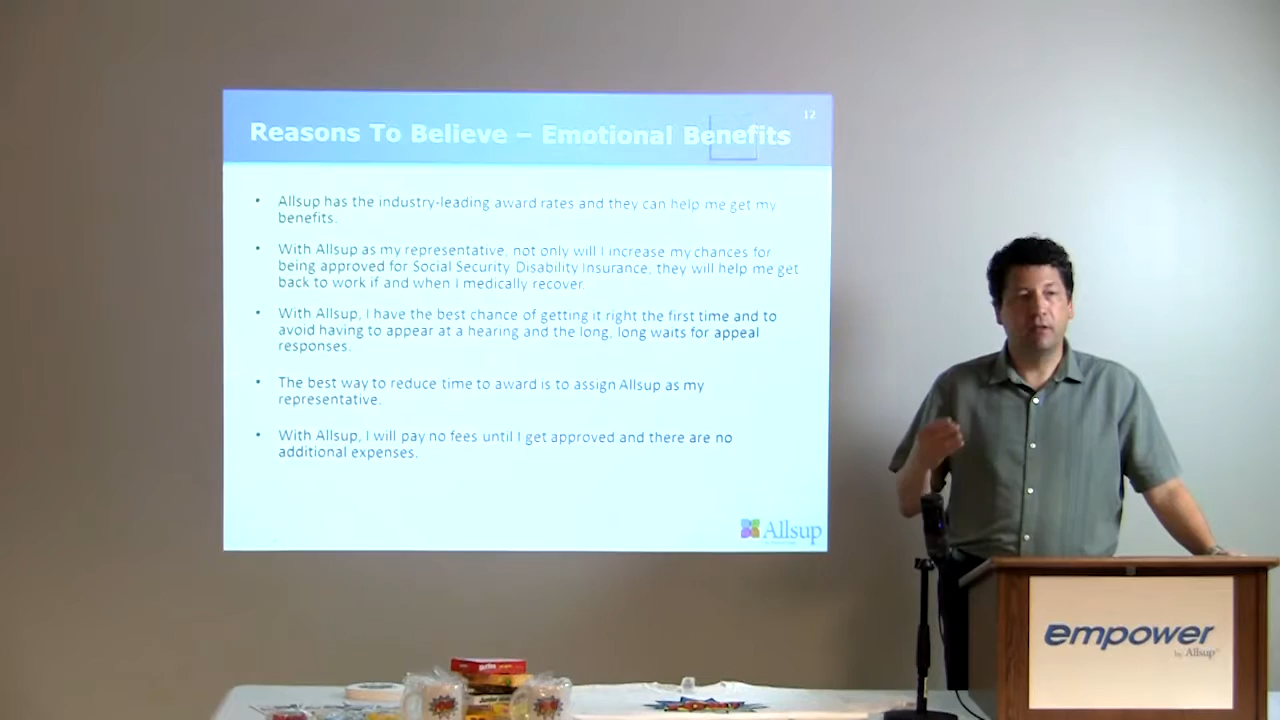 12
Reasons To Believe – Emotional Benefits
• Allsup has the industry-leading award rates and they can help me get my
benefits.
• With Allsup as my representative, not only will I increase my chances for
being approved for Social Security Disability Insurance, they will help me get
back to work if and when I medically recover.
• With Allsup, I have the best chance of getting it right the first time and to
avoid having to appear at a hearing and the long, long waits for appeal
responses.
• The best way to reduce time to award is to assign Allsup as my
representative.
• With Allsup, I will pay no fees until I get approved and there are no
additional expenses.
Allsup
empower
by Allsup